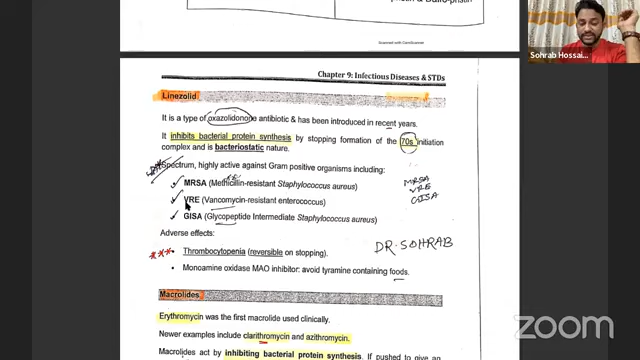 Scanned with CamScanner
Sohrab Hossai...
Chapter 9: Infectious Diseases & STDs
Linezolid
It is a type of oxazolidonone antibiotic & has been introduced in recent years.
It inhibits bacterial protein synthesis by stopping formation of the 70s initiation
complex and is bacteriostatic nature.
Spectrum, highly active against Gram positive organisms including:
MRSA (Methicillin-resistant Staphylococcus aureus)
VRE (Vancomycin-resistant enterococcus)
GISA (Glycopeptide Intermediate Staphylococcus aureus)
MRSA
VRE
GISA
Adverse effects:
DR. SOHRAB
*** • Thrombocytopenia (reversible on stopping).
• Monoamine oxidase MAO inhibitor: avoid tyramine containing foods.
Macrolides
Erythromycin was the first macrolide used clinically.
Newer examples include clarithromycin and azithromycin.
Macrolides act by inhibiting bacterial protein synthesis. If pushed to give an
zoom